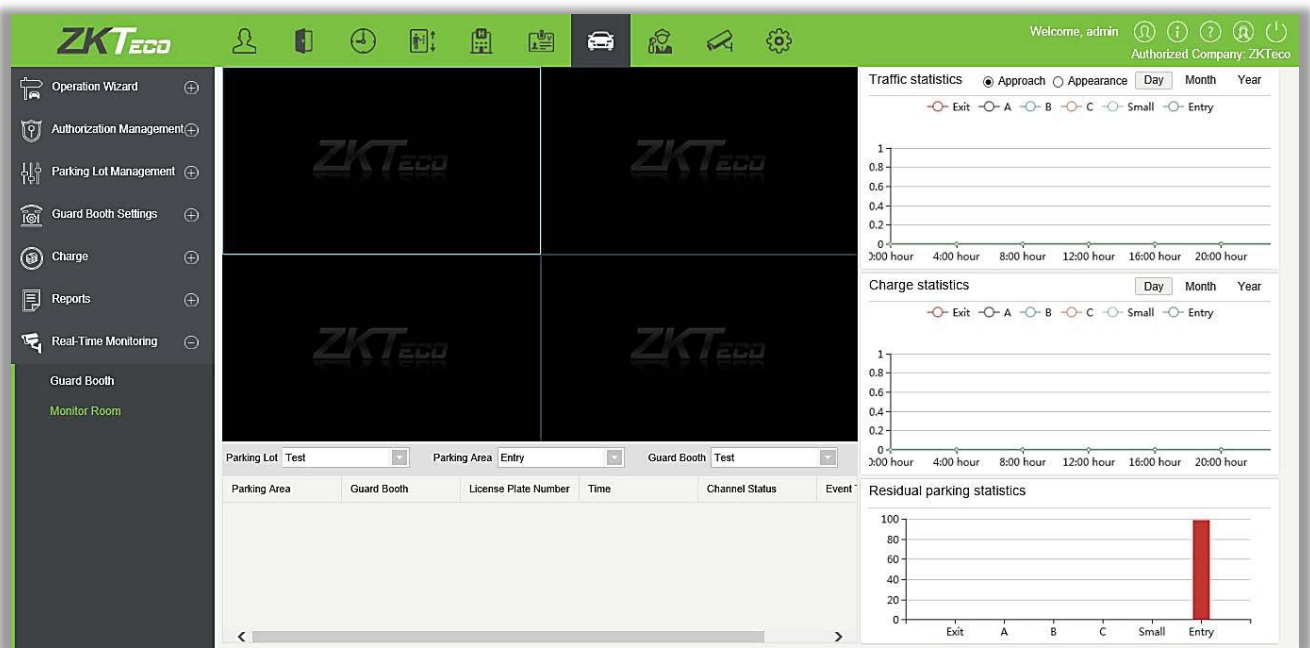 ZKTeco
Welcome, admin
Authorized Company: ZKTeco
Operation Wizard
Authorization Management
Parking Lot Management
Guard Booth Settings
Charge
Reports
Real-Time Monitoring
Guard Booth
Monitor Room
ZKTeco
ZKTeco
ZKTeco
ZKTeco
Parking Lot Test Parking Area Entry Guard Booth Test
Parking Area Guard Booth License Plate Number Time Channel Status Event
Traffic statistics Approach Appearance Day Month Year
Exit A B C Small Entry
1
0.8
0.6
0.4
0.2
0
0:00 hour 4:00 hour 8:00 hour 12:00 hour 16:00 hour 20:00 hour
Charge statistics Day Month Year
Exit A B C Small Entry
1
0.8
0.6
0.4
0.2
0
0:00 hour 4:00 hour 8:00 hour 12:00 hour 16:00 hour 20:00 hour
Residual parking statistics
100
80
60
40
20
0
Exit A B C Small Entry